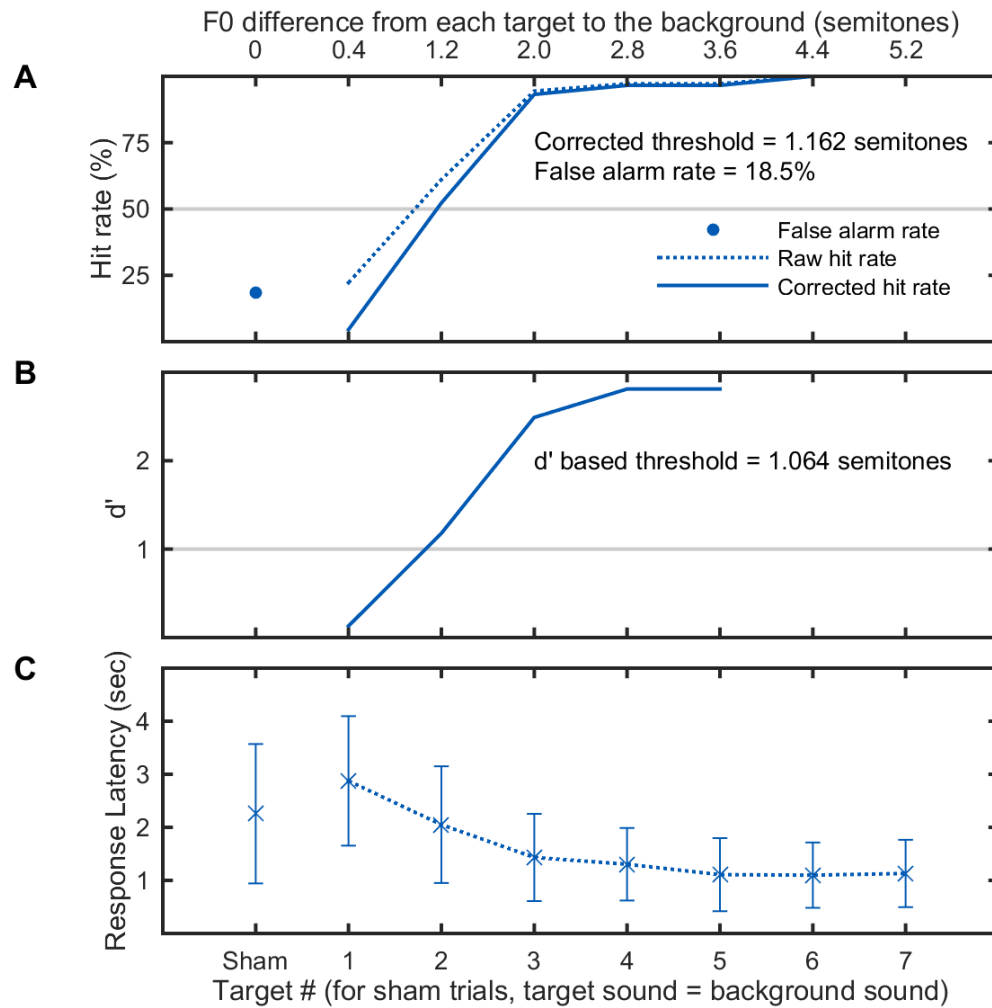 F0 difference from each target to the background (semitones)
0 0.4 1.2 2.0 2.8 3.6 4.4 5.2
A
Hit rate (%)
75
50
25
Corrected threshold = 1.162 semitones
False alarm rate = 18.5%
False alarm rate
Raw hit rate
Corrected hit rate
B
d'
2
1
d' based threshold = 1.064 semitones
C
Response Latency (sec)
4
3
2
1
Sham 1 2 3 4 5 6 7
Target # (for sham trials, target sound = background sound)